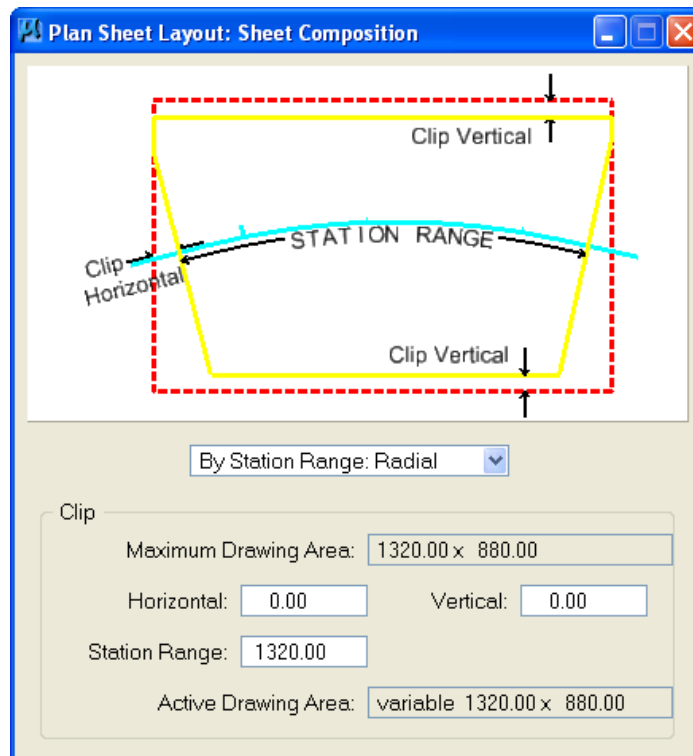 Plan Sheet Layout: Sheet Composition
Clip Vertical
STATION RANGE
Clip
Horizontal
Clip Vertical
By Station Range: Radial
Clip
Maximum Drawing Area: 1320.00 x 880.00
Horizontal: 0.00 Vertical: 0.00
Station Range: 1320.00
Active Drawing Area: variable 1320.00 x 880.00